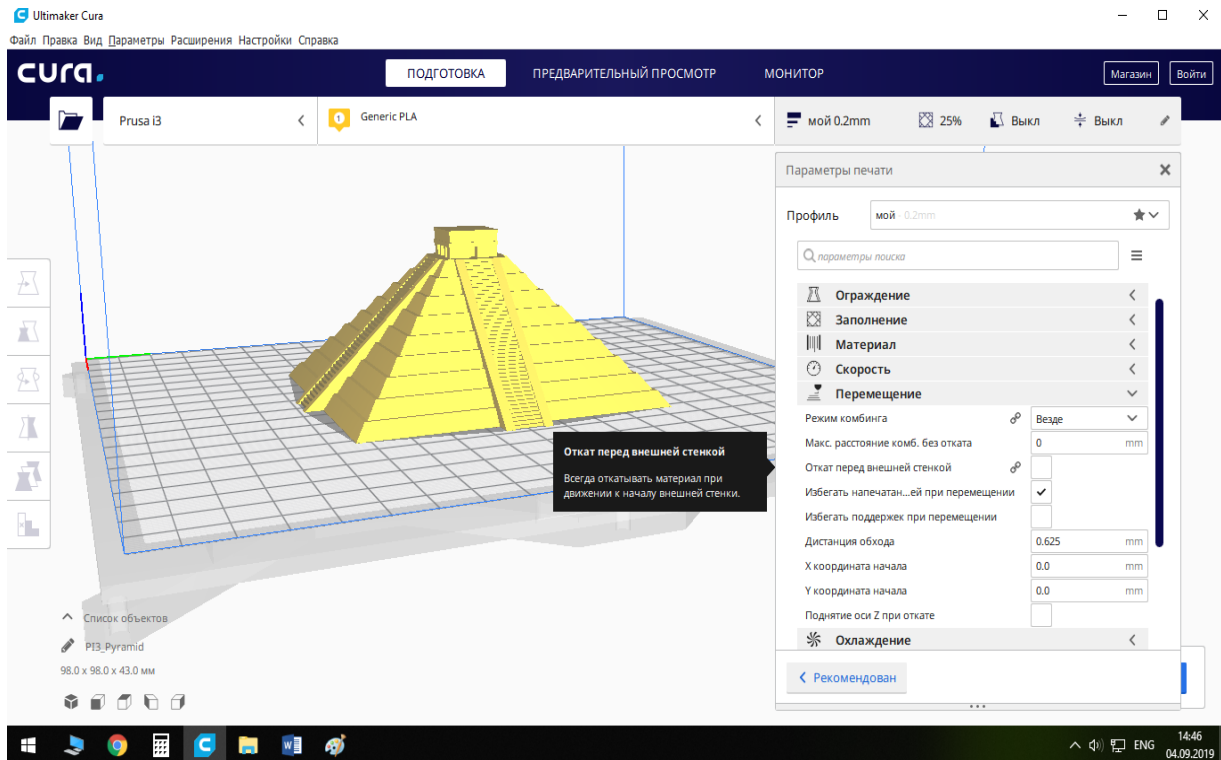 Ultimaker Cura
Файл Правка Вид Параметры Расширения Настройки Справка
cura.
ПОДГОТОВКА
ПРЕДВАРИТЕЛЬНЫЙ ПРОСМОТР
МОНИТОР
Магазин
Войти
Prusa i3
1
Generic PLA
мой 0.2mm
25%
Выкл
Выкл
Параметры печати
Профиль
мой - 0.2mm
параметры поиска
Ограждение
Заполнение
Материал
Скорость
Перемещение
Режим комбинга
Везде
Макс. расстояние комб. без отката
0 mm
Откат перед внешней стенкой
Избегать напечатан...ей при перемещении
Избегать поддержек при перемещении
Дистанция обхода
0.625 mm
X координата начала
0.0 mm
Y координата начала
0.0 mm
Поднятие оси Z при откате
Охлаждение
Рекомендован
Откат перед внешней стенкой
Всегда откатывать материал при
движении к началу внешней стенки.
Список объектов
PI3_Pyramid
98.0 x 98.0 x 43.0 мм
ENG
14:46
04.09.2019